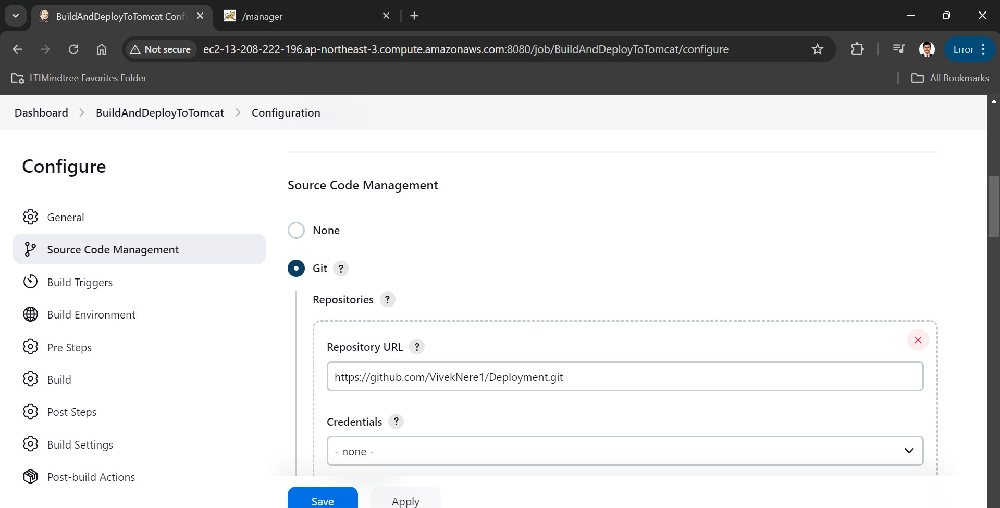 BuildAndDeployToTomcat Conf
/manager
Not secure
ec2-13-208-222-196.ap-northeast-3.compute.amazonaws.com:8080/job/BuildAndDeployToTomcat/configure
Error
LTIMindtree Favorites Folder
All Bookmarks
Dashboard > BuildAndDeployToTomcat > Configuration
Configure
General
Source Code Management
Build Triggers
Build Environment
Pre Steps
Build
Post Steps
Build Settings
Post-build Actions
Source Code Management
None
Git ?
Repositories ?
Repository URL ?
https://github.com/VivekNere1/Deployment.git
Credentials ?
- none -
Save
Apply